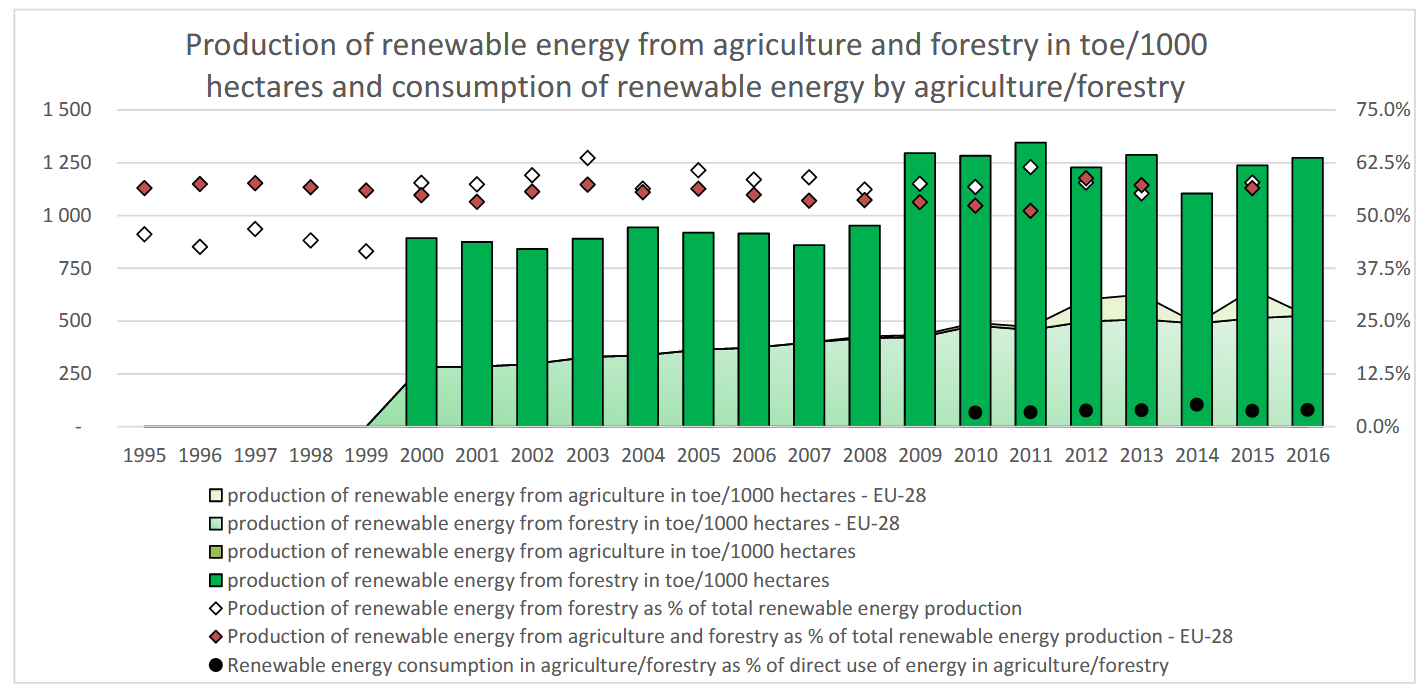 Production of renewable energy from agriculture and forestry in toe/1000
hectares and consumption of renewable energy by agriculture/forestry
1 500
1 250
1 000
750
500
250
-
75.0%
62.5%
50.0%
37.5%
25.0%
12.5%
0.0%
1995 1996 1997 1998 1999 2000 2001 2002 2003 2004 2005 2006 2007 2008 2009 2010 2011 2012 2013 2014 2015 2016
production of renewable energy from agriculture in toe/1000 hectares - EU-28
production of renewable energy from forestry in toe/1000 hectares - EU-28
production of renewable energy from agriculture in toe/1000 hectares
production of renewable energy from forestry in toe/1000 hectares
Production of renewable energy from forestry as % of total renewable energy production
Production of renewable energy from agriculture and forestry as % of total renewable energy production - EU-28
Renewable energy consumption in agriculture/forestry as % of direct use of energy in agriculture/forestry